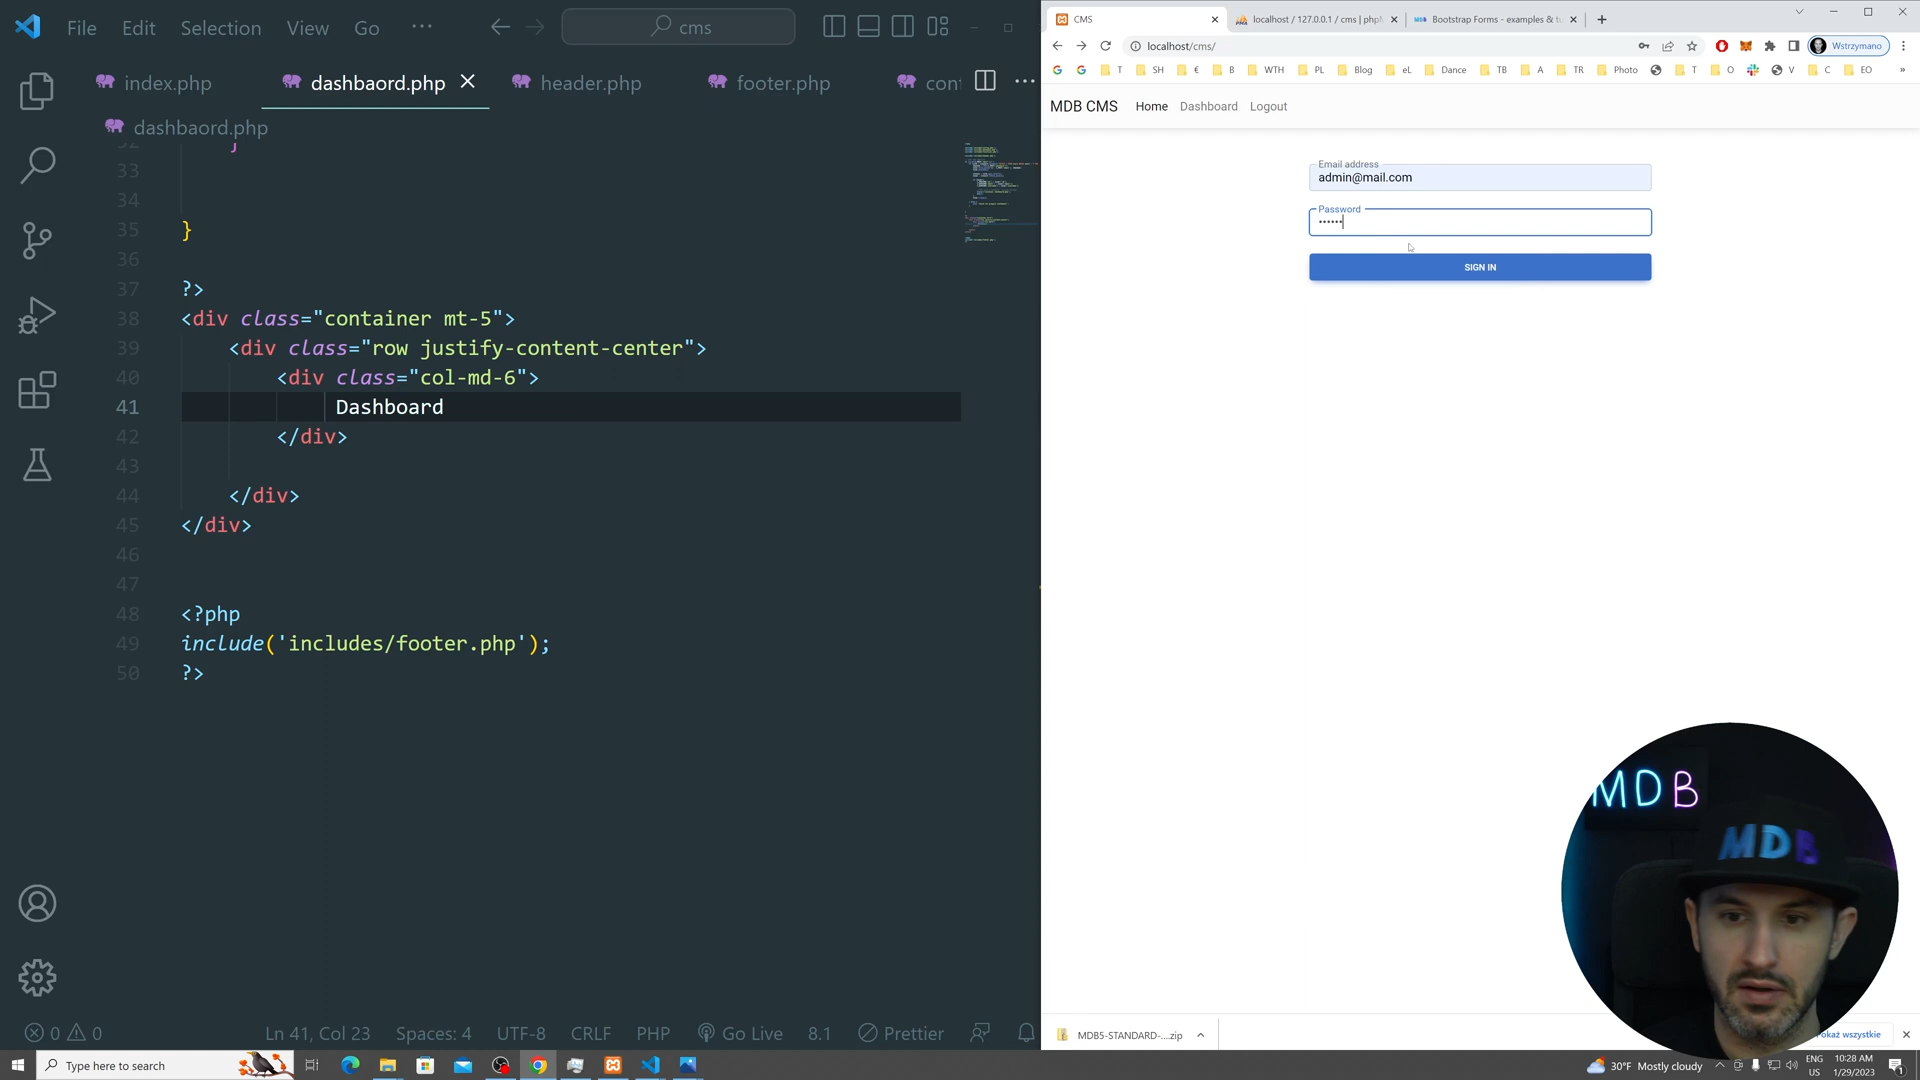 File Edit Selection View Go ··· cms
index.php dashbaord.php header.php footer.php con
dashbaord.php
33
34
35 }
36
37 ?>
38 <div class="container mt-5">
39 <div class="row justify-content-center">
40 <div class="col-md-6">
41 Dashboard
42 </div>
43
44 </div>
45 </div>
46
47
48 <?php
49 include('includes/footer.php');
50 ?>
0 0 Ln 41, Col 23 Spaces: 4 UTF-8 CRLF PHP Go Live 8.1 Prettier
CMS localhost / 127.0.0.1 / cms | php Bootstrap Forms - examples & tu
localhost/cms/ Wstrzymano
T SH € B WTH PL Blog eL Dance TB A TR Photo T O V C EO »
MDB CMS Home Dashboard Logout
Email address
admin@mail.com
Password
••••••
SIGN IN
MDB
MDB
MDB5-STANDARD-....zip okaż wszystkie
Type here to search 30°F Mostly cloudy ENG US 10:28 AM 1/29/2023 1